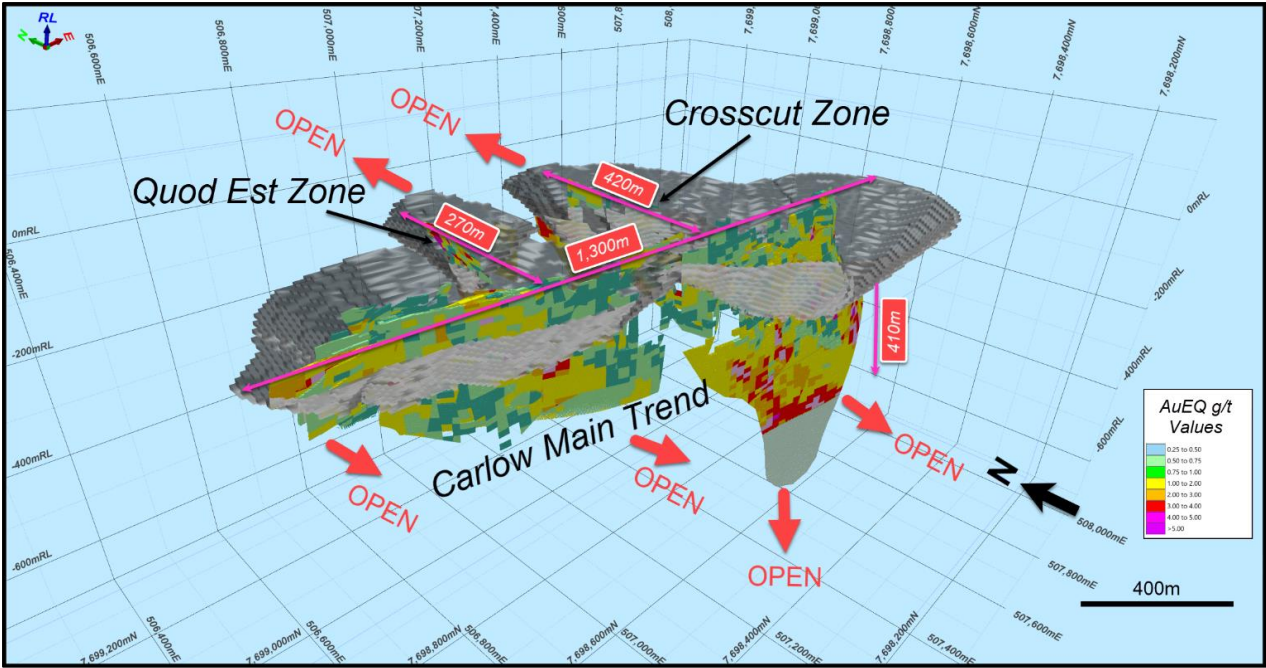 RL
N
E
506,600mE
506,800mE
507,000mE
507,200mE
7,698,600mN
7,698,400mN
7,698,200mN
OPEN
OPEN
Crosscut Zone
Quod Est Zone
420m
270m
1,300m
410m
0mRL
506,400mE
-200mRL
-400mRL
-600mRL
0mRL
-200mRL
-400mRL
-600mRL
Carlow Main Trend
OPEN
OPEN
OPEN
OPEN
N
AuEQ g/t
Values
0.25 to 0.50
0.50 to 0.75
0.75 to 1.00
1.00 to 2.00
2.00 to 3.00
3.00 to 4.00
4.00 to 5.00
>5.00
508,000mE
507,800mE
507,600mE
507,400mE
400m
7,699,200mN
506,400mE
7,699,000mN
506,600mE
7,698,800mN
506,800mE
7,698,600mN
507,000mE
7,698,400mN
507,200mE
7,698,200mN